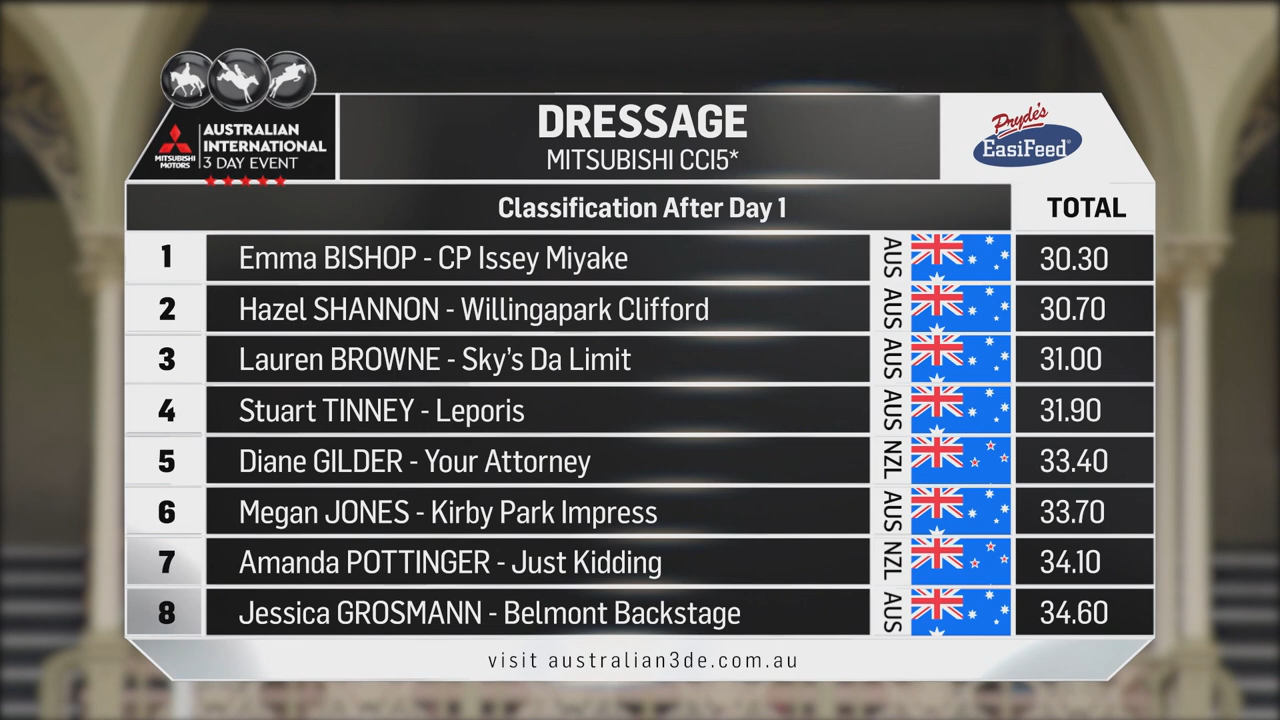 MITSUBISHI
MOTORS
AUSTRALIAN
INTERNATIONAL
3 DAY EVENT
DRESSAGE
MITSUBISHI CCI5*
Pryde's
EasiFeed®
Classification After Day 1 TOTAL
1 Emma BISHOP - CP Issey Miyake AUS 30.30
2 Hazel SHANNON - Willingapark Clifford AUS 30.70
3 Lauren BROWNE - Sky's Da Limit AUS 31.00
4 Stuart TINNEY - Leporis AUS 31.90
5 Diane GILDER - Your Attorney NZL 33.40
6 Megan JONES - Kirby Park Impress AUS 33.70
7 Amanda POTTINGER - Just Kidding NZL 34.10
8 Jessica GROSMANN - Belmont Backstage AUS 34.60
visit australian3de.com.au